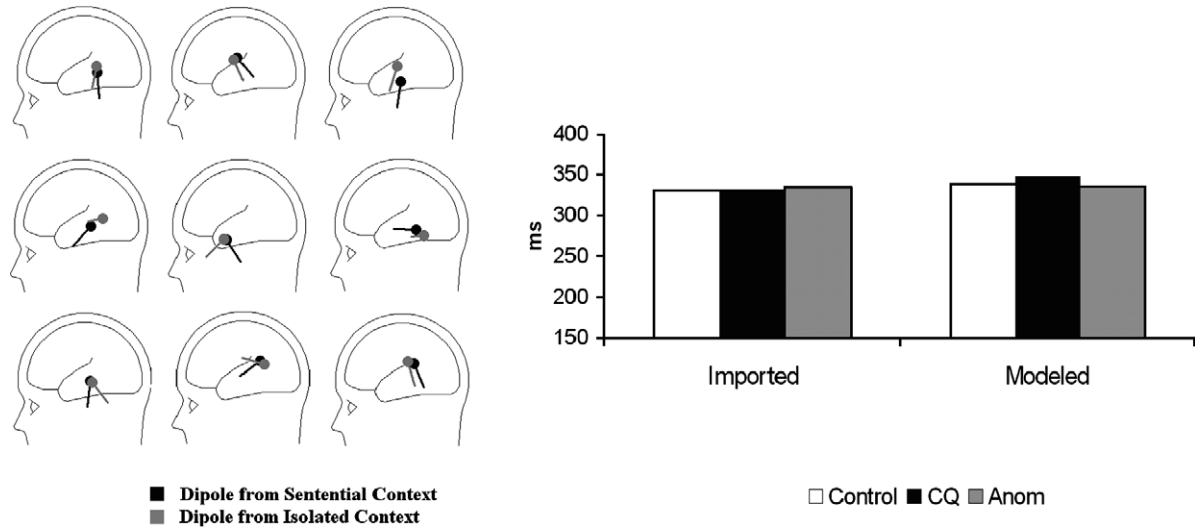 Dipole from Sentential Context
Dipole from Isolated Context
400
350
300
250
200
150
ms
Imported Modeled
Control CQ Anom